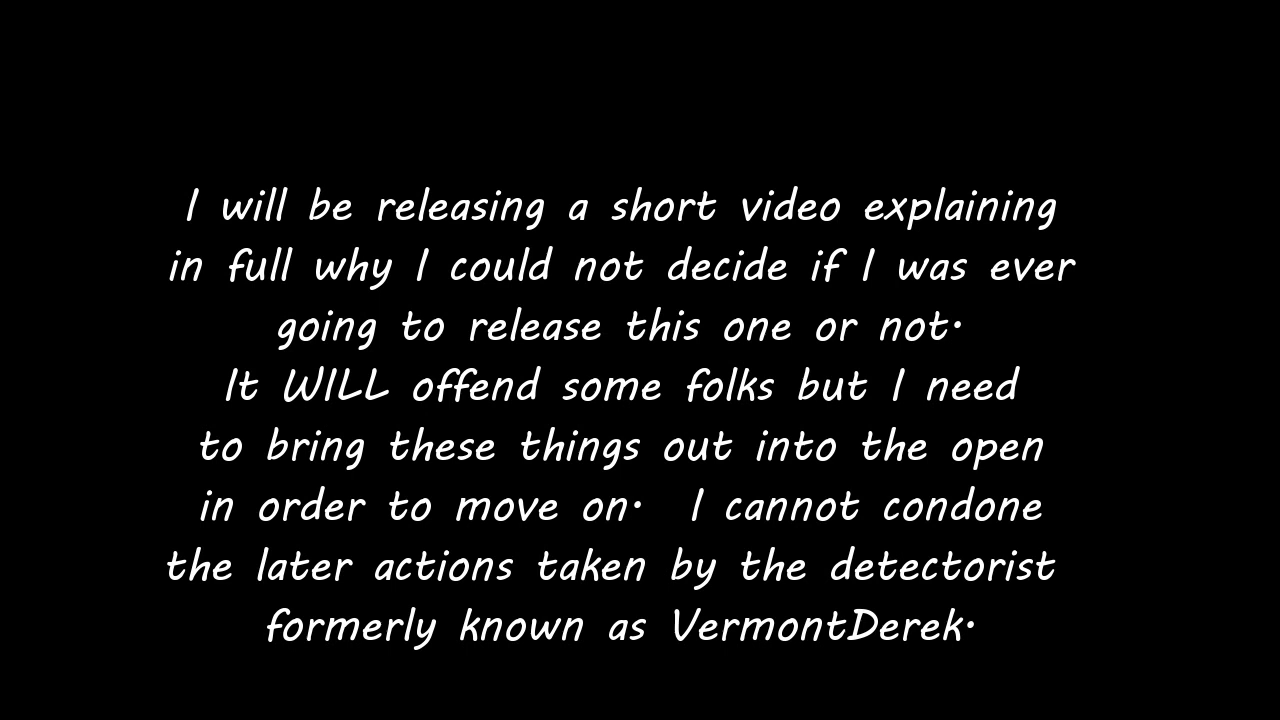 I will be releasing a short video explaining
in full why I could not decide if I was ever
going to release this one or not.
It WILL offend some folks but I need
to bring these things out into the open
in order to move on.  I cannot condone
the later actions taken by the detectorist
formerly known as VermontDerek.